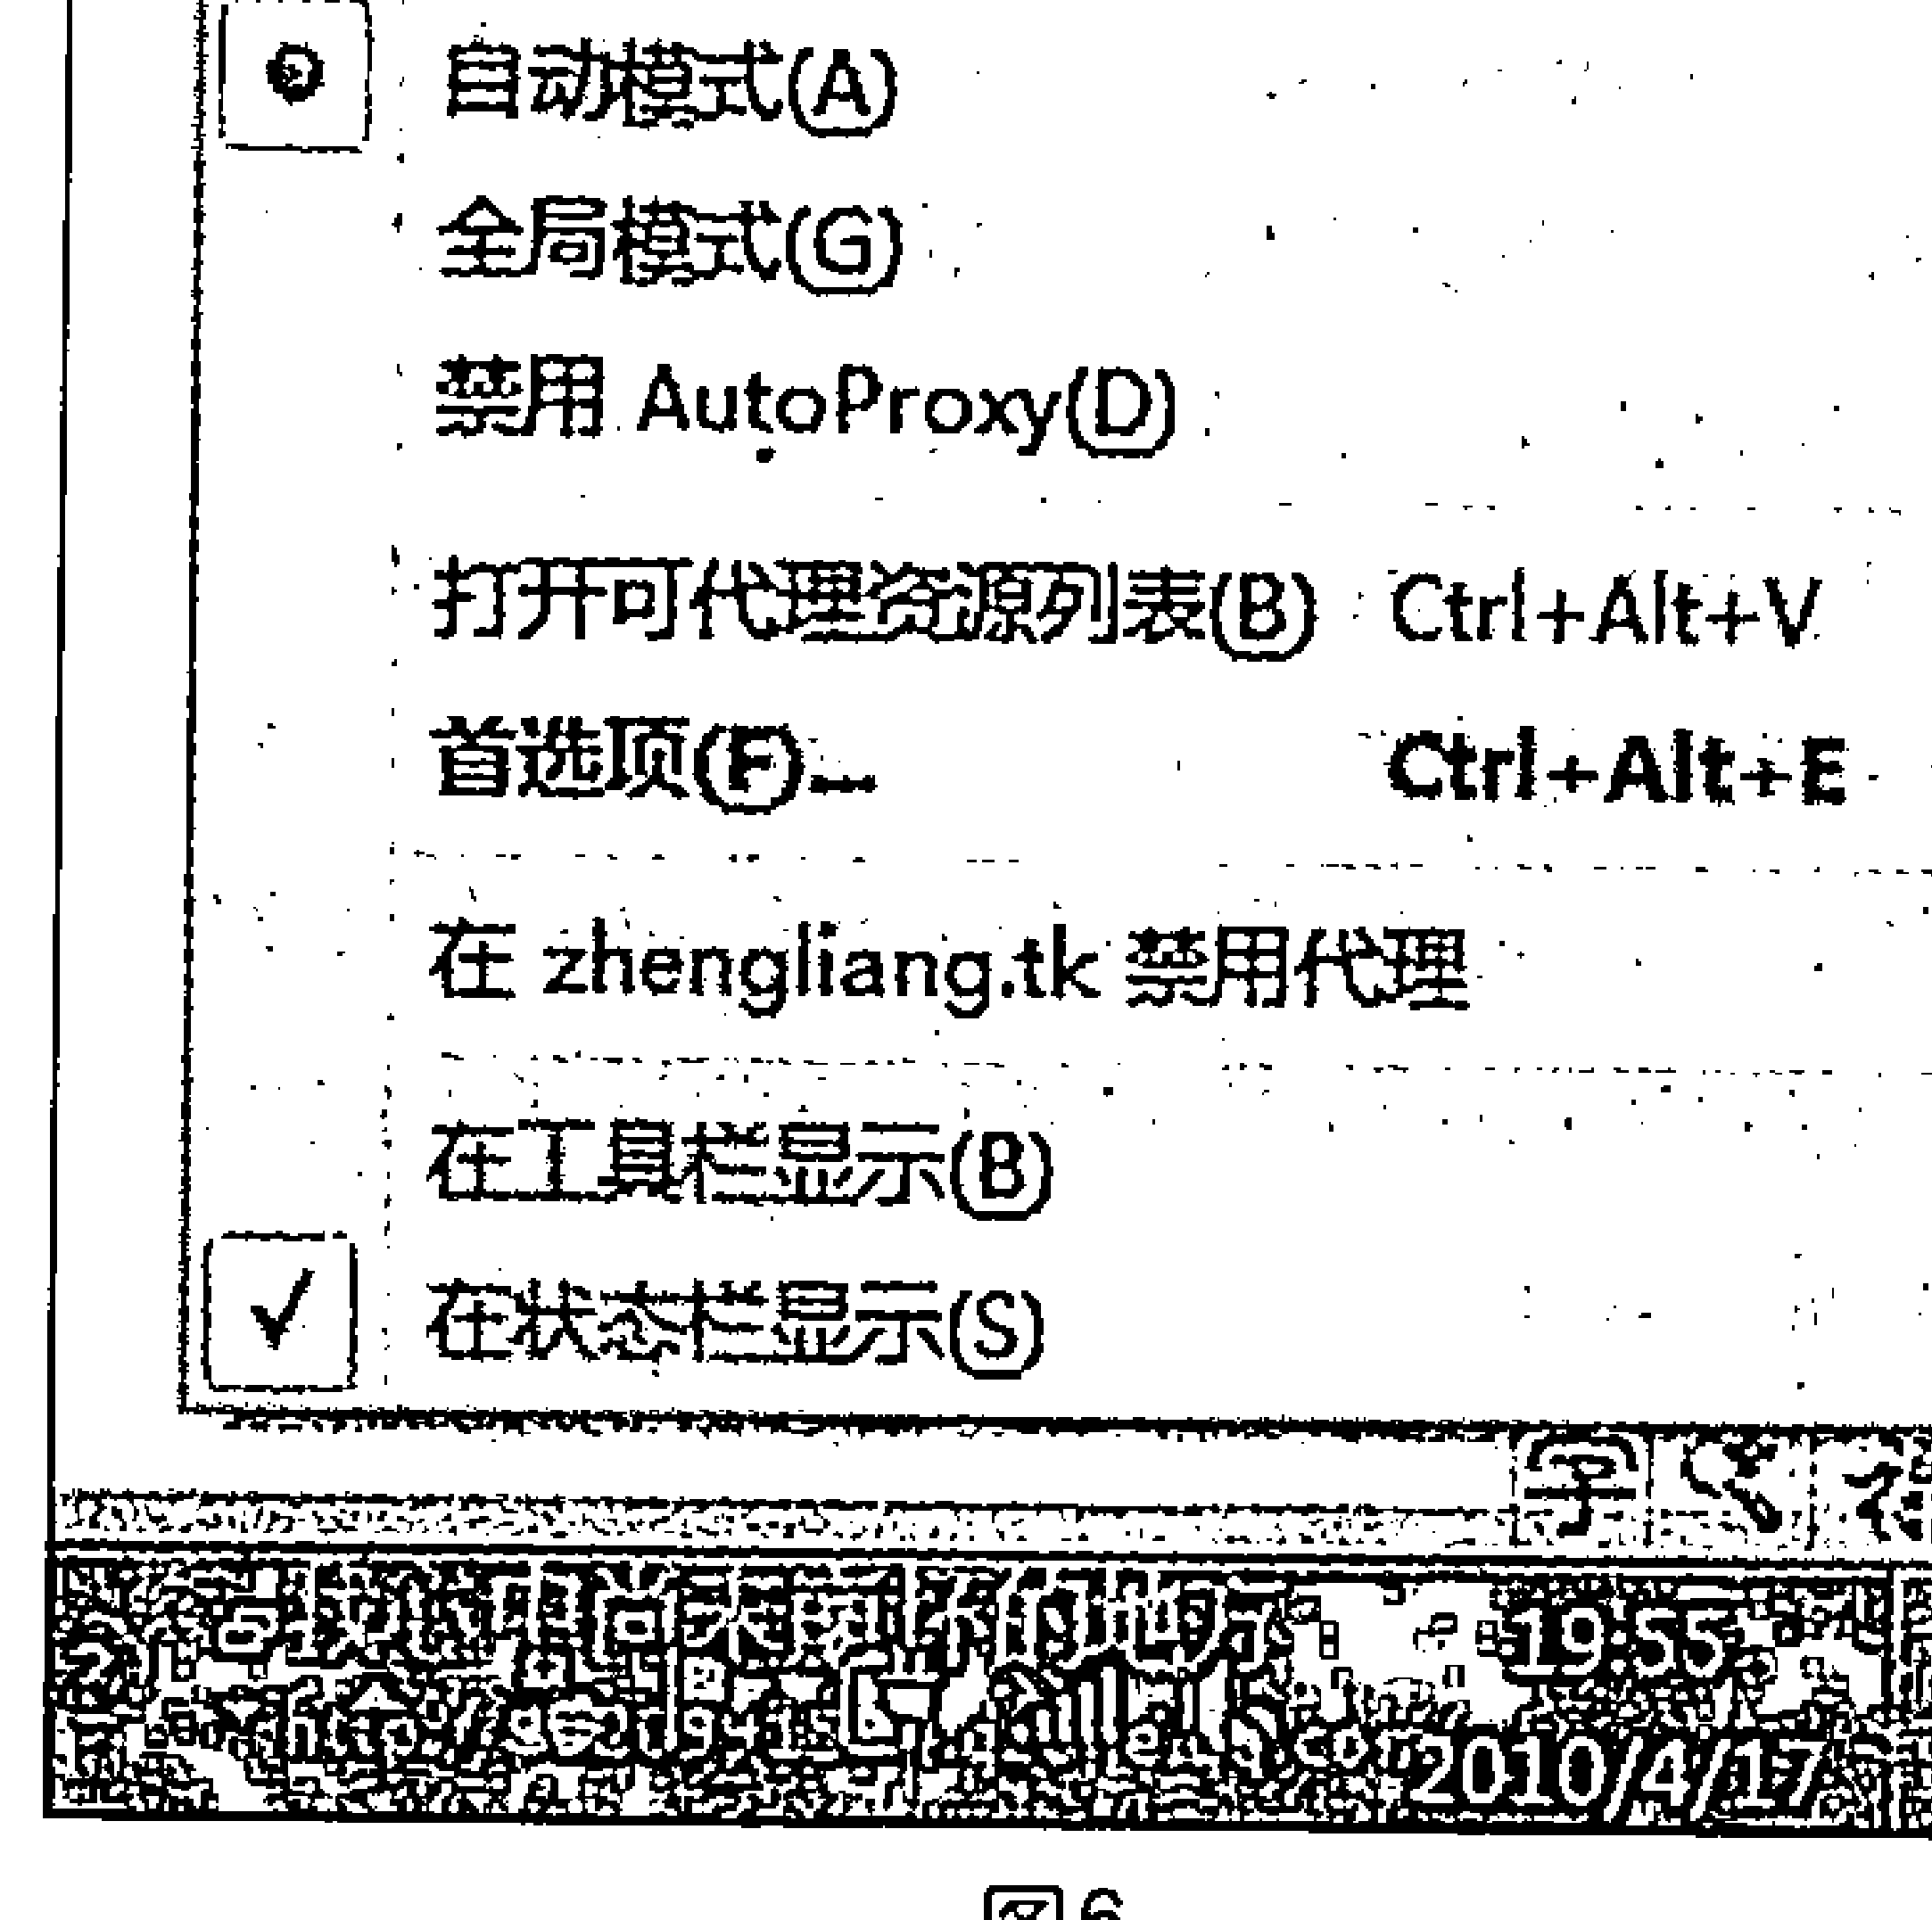 自动模式(A)
全局模式(G)
禁用 AutoProxy(D)
打开可代理资源列表(B) Ctrl+Alt+V
首选项(F)... Ctrl+Alt+E
在 zhengliang.tk 禁用代理
在工具栏显示(B)
在状态栏显示(S)
字
19:55
2010/4/17
图6